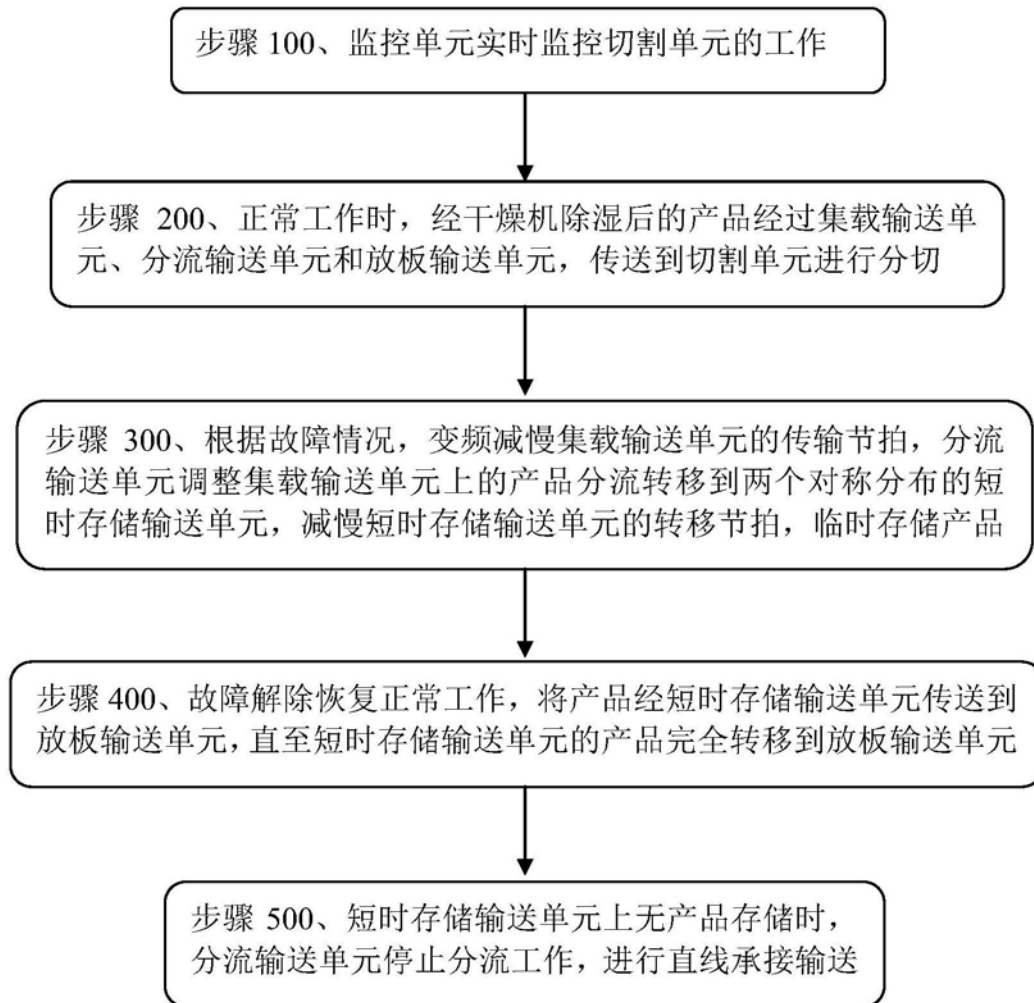 步骤 100、监控单元实时监控切割单元的工作
步骤 200、正常工作时，经干燥机除湿后的产品经过集载输送单
元、分流输送单元和放板输送单元，传送到切割单元进行分切
步骤 300、根据故障情况，变频减慢集载输送单元的传输节拍，分流
输送单元调整集载输送单元上的产品分流转移到两个对称分布的短
时存储输送单元，减慢短时存储输送单元的转移节拍，临时存储产品
步骤 400、故障解除恢复正常工作，将产品经短时存储输送单元传送到
放板输送单元，直至短时存储输送单元的产品完全转移到放板输送单元
步骤 500、短时存储输送单元上无产品存储时，
分流输送单元停止分流工作，进行直线承接输送